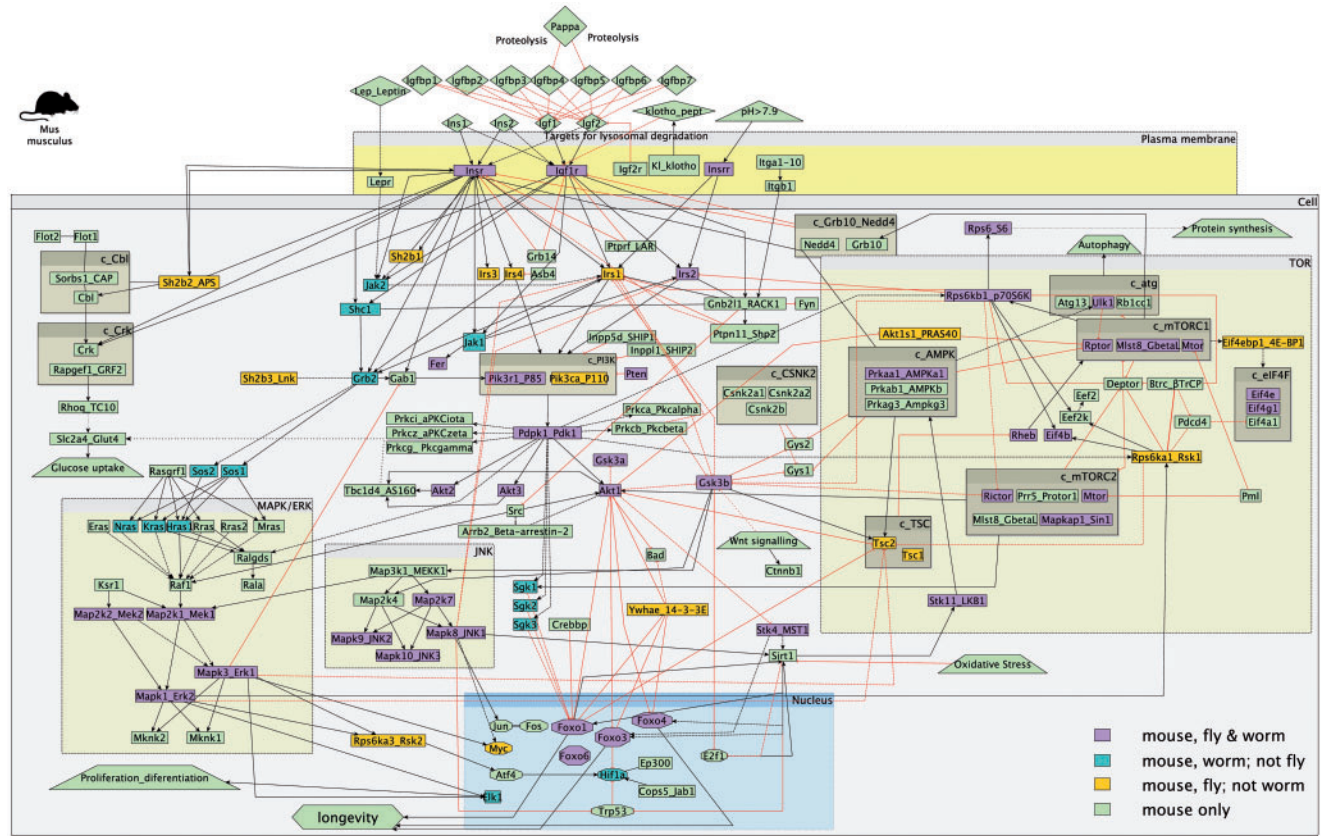 Pappa
Proteolysis
Proteolysis
Igfbp1
Igfbp2
Igfbp3
Igfbp4
Igfbp5
Igfbp6
Igfbp7
Lep_Leptin
klotho_pept
pH>7.9
Mus
musculus
Ins1
Ins2
Igf1
Igf2
Targets for lysosomal degradation
Plasma membrane
Insr
Igf1r
Igf2r
Kl_klotho
Insrr
Itga1-10
Lepr
Itgb1
Cell
c_Grb10_Nedd4
Nedd4
Grb10
Rps6_S6
Protein synthesis
Autophagy
Flot2
Flot1
c_Cbl
Sorbs1_CAP
Cbl
Sh2b2_APS
Sh2b1
Jak2
Irs3
Irs4
Grb14
Asb4
Ptprf_LAR
Irs1
Irs2
TOR
c_atg
Atg13
Ulk1
Rb1cc1
Shc1
Gnb2l1_RACK1
Fyn
Rps6kb1_p70S6K
c_Crk
Crk
Rapgef1_GRF2
Jak1
Fer
Ptpn11_Shp2
Inpp5d_SHIP1
Inppl1_SHIP2
Akt1s1_PRAS40
c_mTORC1
Rptor
Mlst8_GbetaL
Mtor
Eif4ebp1_4E-BP1
c_PI3K
Pik3r1_P85
Pik3ca_P110
Pten
c_AMPK
Prkaa1_AMPKa1
Prkab1_AMPKb
Prkag3_Ampkg3
Sh2b3_Lnk
Grb2
Gab1
c_CSNK2
Csnk2a1
Csnk2a2
Csnk2b
Deptor
Btrc_βTrCP
c_eIF4F
Eif4e
Eif4g1
Eif4a1
Eef2
Eef2k
Pdcd4
Rhoq_TC10
Slc2a4_Glut4
Glucose uptake
Prkci_aPKCiota
Prkcz_aPKCzeta
Prkcg_ Pkcgamma
Pdpk1_Pdk1
Prkca_Pkcalpha
Prkcb_Pkcbeta
Gys2
Gys1
Rheb
Eif4b
Rps6ka1_Rsk1
Rasgrf1
Sos2
Sos1
Gsk3a
Gsk3b
Tbc1d4_AS160
Akt2
Akt3
Akt1
c_mTORC2
Rictor
Prr5_Protor1
Mtor
Mlst8_GbetaL
Mapkap1_Sin1
Pml
MAPK/ERK
Eras
Nras
Kras
Hras1
Rras
Rras2
Mras
Src
Arrb2_Beta-arrestin-2
c_TSC
Tsc2
Tsc1
Ralgds
Rala
Raf1
Ksr1
JNK
Map3k1_MEKK1
Map2k4
Map2k7
Bad
Wnt signalling
Ctnnb1
Map2k2_Mek2
Map2k1_Mek1
Mapk8_JNK1
Mapk9_JNK2
Mapk10_JNK3
Sgk1
Sgk2
Sgk3
Crebbp
Ywhae_14-3-3E
Stk11_LKB1
Stk4_MST1
Sirt1
Oxidative Stress
Mapk3_Erk1
Mapk1_Erk2
Mknk2
Mknk1
Rps6ka3_Rsk2
Nucleus
Jun
Fos
Myc
Foxo1
Foxo3
Foxo4
Foxo6
E2f1
Atf4
Hif1a
Ep300
Cops5_Jab1
Trp53
Elk1
Proliferation_diferentiation
longevity
mouse, fly & worm
mouse, worm; not fly
mouse, fly; not worm
mouse only